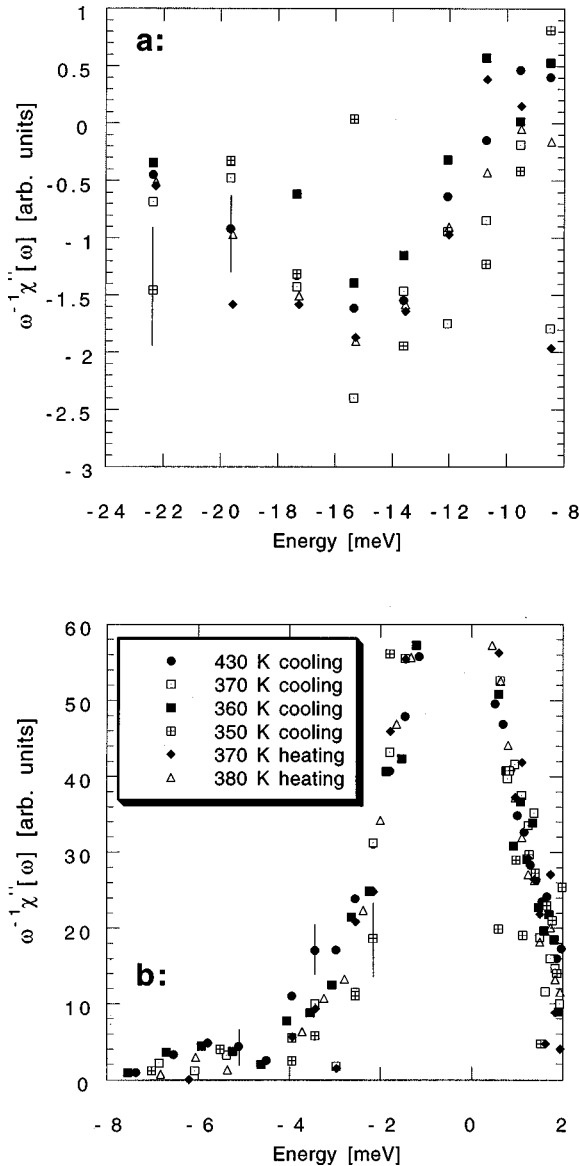 a:
1
0.5
0
-0.5
-1
-1.5
-2
-2.5
-3
ω⁻¹χ''[ω] [arb. units]
-24 -22 -20 -18 -16 -14 -12 -10 -8
Energy [meV]
60
50
40
30
20
10
0
ω⁻¹χ''[ω] [arb. units]
430 K cooling
370 K cooling
360 K cooling
350 K cooling
370 K heating
380 K heating
b:
-8 -6 -4 -2 0 2
Energy [meV]